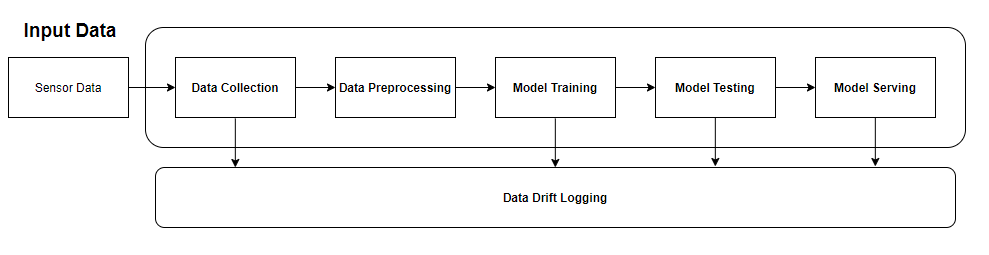 Input Data
Sensor Data
Data Collection
Data Preprocessing
Model Training
Model Testing
Model Serving
Data Drift Logging